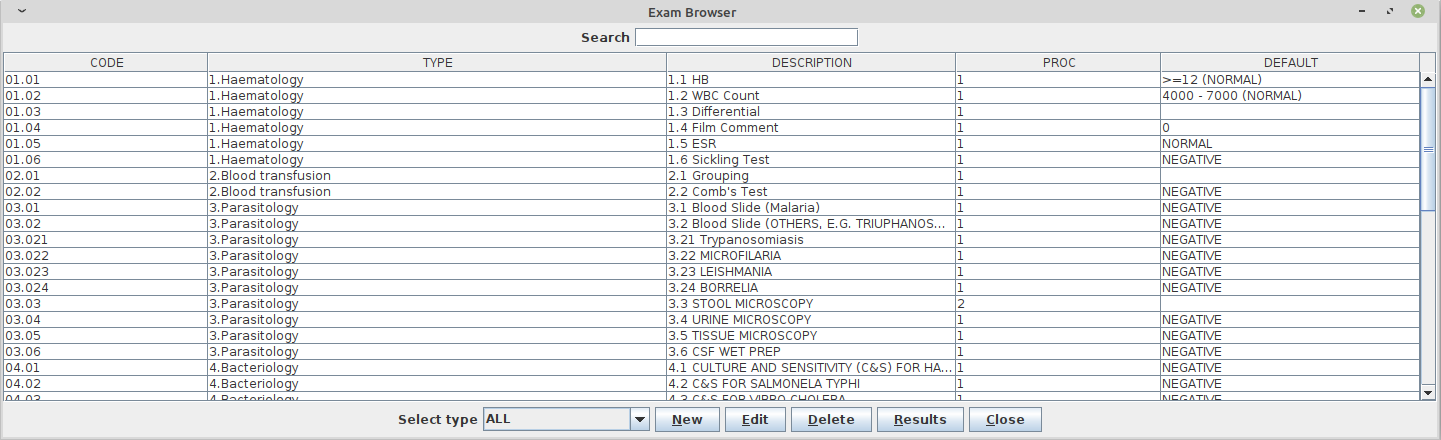 Exam Browser
Search
CODE TYPE DESCRIPTION PROC DEFAULT
01.01 1.Haematology 1.1 HB 1 >=12 (NORMAL)
01.02 1.Haematology 1.2 WBC Count 1 4000 - 7000 (NORMAL)
01.03 1.Haematology 1.3 Differential 1
01.04 1.Haematology 1.4 Film Comment 1 0
01.05 1.Haematology 1.5 ESR 1 NORMAL
01.06 1.Haematology 1.6 Sickling Test 1 NEGATIVE
02.01 2.Blood transfusion 2.1 Grouping 1
02.02 2.Blood transfusion 2.2 Comb's Test 1 NEGATIVE
03.01 3.Parasitology 3.1 Blood Slide (Malaria) 1 NEGATIVE
03.02 3.Parasitology 3.2 Blood Slide (OTHERS, E.G. TRIUPHANOS... 1 NEGATIVE
03.021 3.Parasitology 3.21 Trypanosomiasis 1 NEGATIVE
03.022 3.Parasitology 3.22 MICROFILARIA 1 NEGATIVE
03.023 3.Parasitology 3.23 LEISHMANIA 1 NEGATIVE
03.024 3.Parasitology 3.24 BORRELIA 1 NEGATIVE
03.03 3.Parasitology 3.3 STOOL MICROSCOPY 2
03.04 3.Parasitology 3.4 URINE MICROSCOPY 1 NEGATIVE
03.05 3.Parasitology 3.5 TISSUE MICROSCOPY 1 NEGATIVE
03.06 3.Parasitology 3.6 CSF WET PREP 1 NEGATIVE
04.01 4.Bacteriology 4.1 CULTURE AND SENSITIVITY (C&S) FOR HA... 1 NEGATIVE
04.02 4.Bacteriology 4.2 C&S FOR SALMONELA TYPHI 1 NEGATIVE
04.03 4.Bacteriology 4.3 C&S FOR VIBRO CHOLERA 1 NEGATIVE
Select type ALL New Edit Delete Results Close